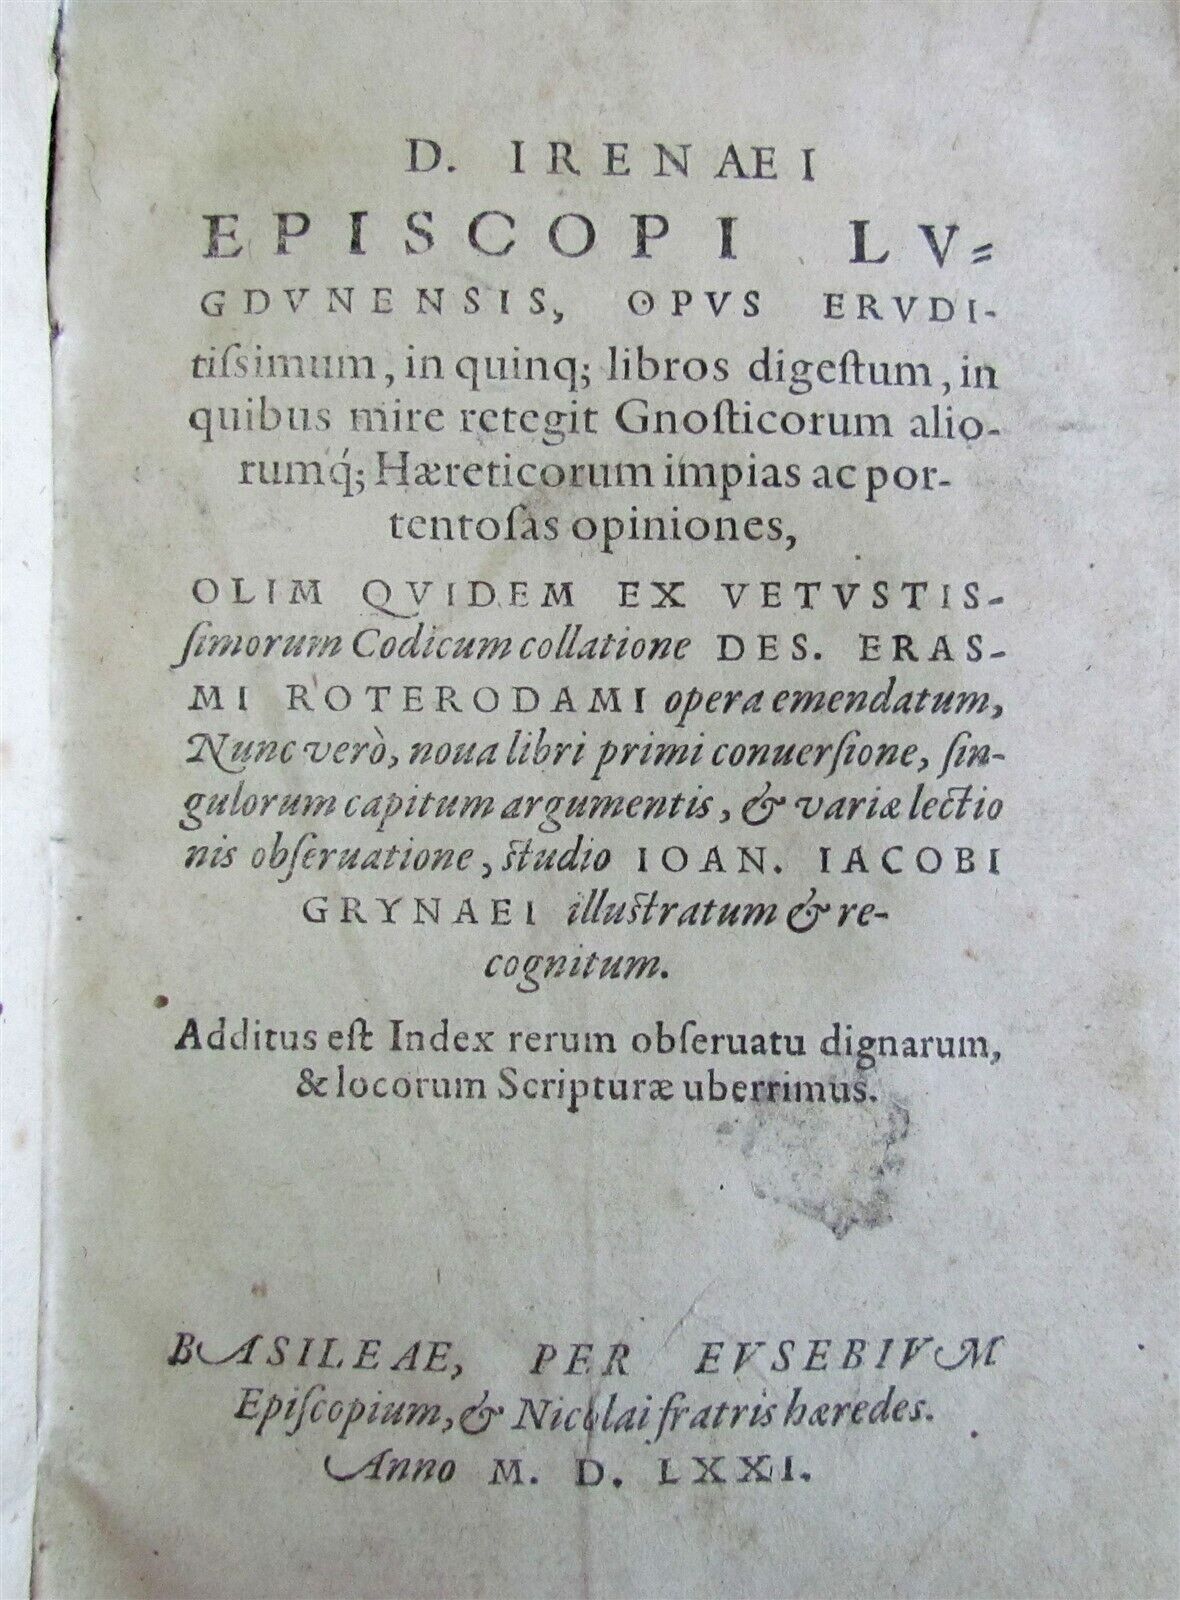 D. IRENAEI
EPISCOPI LV=
GDVNENSIS, OPVS ERVDI-
tiſsimum, in quinq; libros digeſtum, in
quibus mire retegit Gnoſticorum alio-
rumq́; Hæreticorum impias ac por-
tentoſas opiniones,
OLIM QVIDEM EX VETVSTIS-
ſimorum Codicum collatione DES. ERAS-
MI ROTERODAMI opera emendatum,
Nunc verò, noua libri primi conuerſione, ſin-
gulorum capitum argumentis, & variæ lectio
nis obſeruatione, ſtudio IOAN. IACOBI
GRYNAEI illuſtratum & re-
cognitum.
Additus eſt Index rerum obſeruatu dignarum,
& locorum Scripturæ uberrimus.
BASILEAE, PER EVSEBIVM
Epiſcopium, & Nicolai fratris hæredes.
Anno M. D. LXXI.